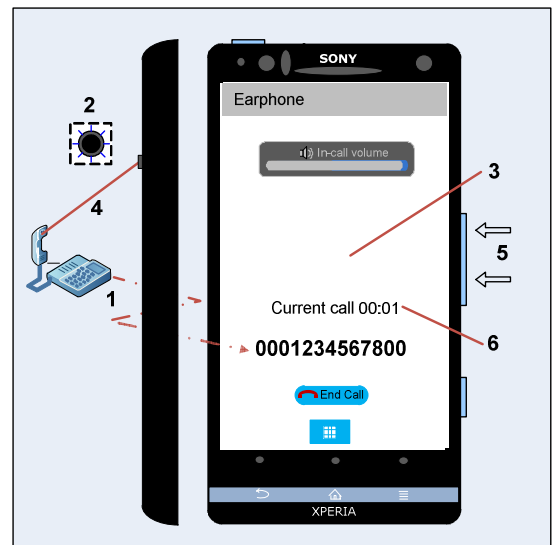 SONY
Earphone
2
In-call volume
3
4
5
1
Current call 00:01
6
0001234567800
End Call
XPERIA